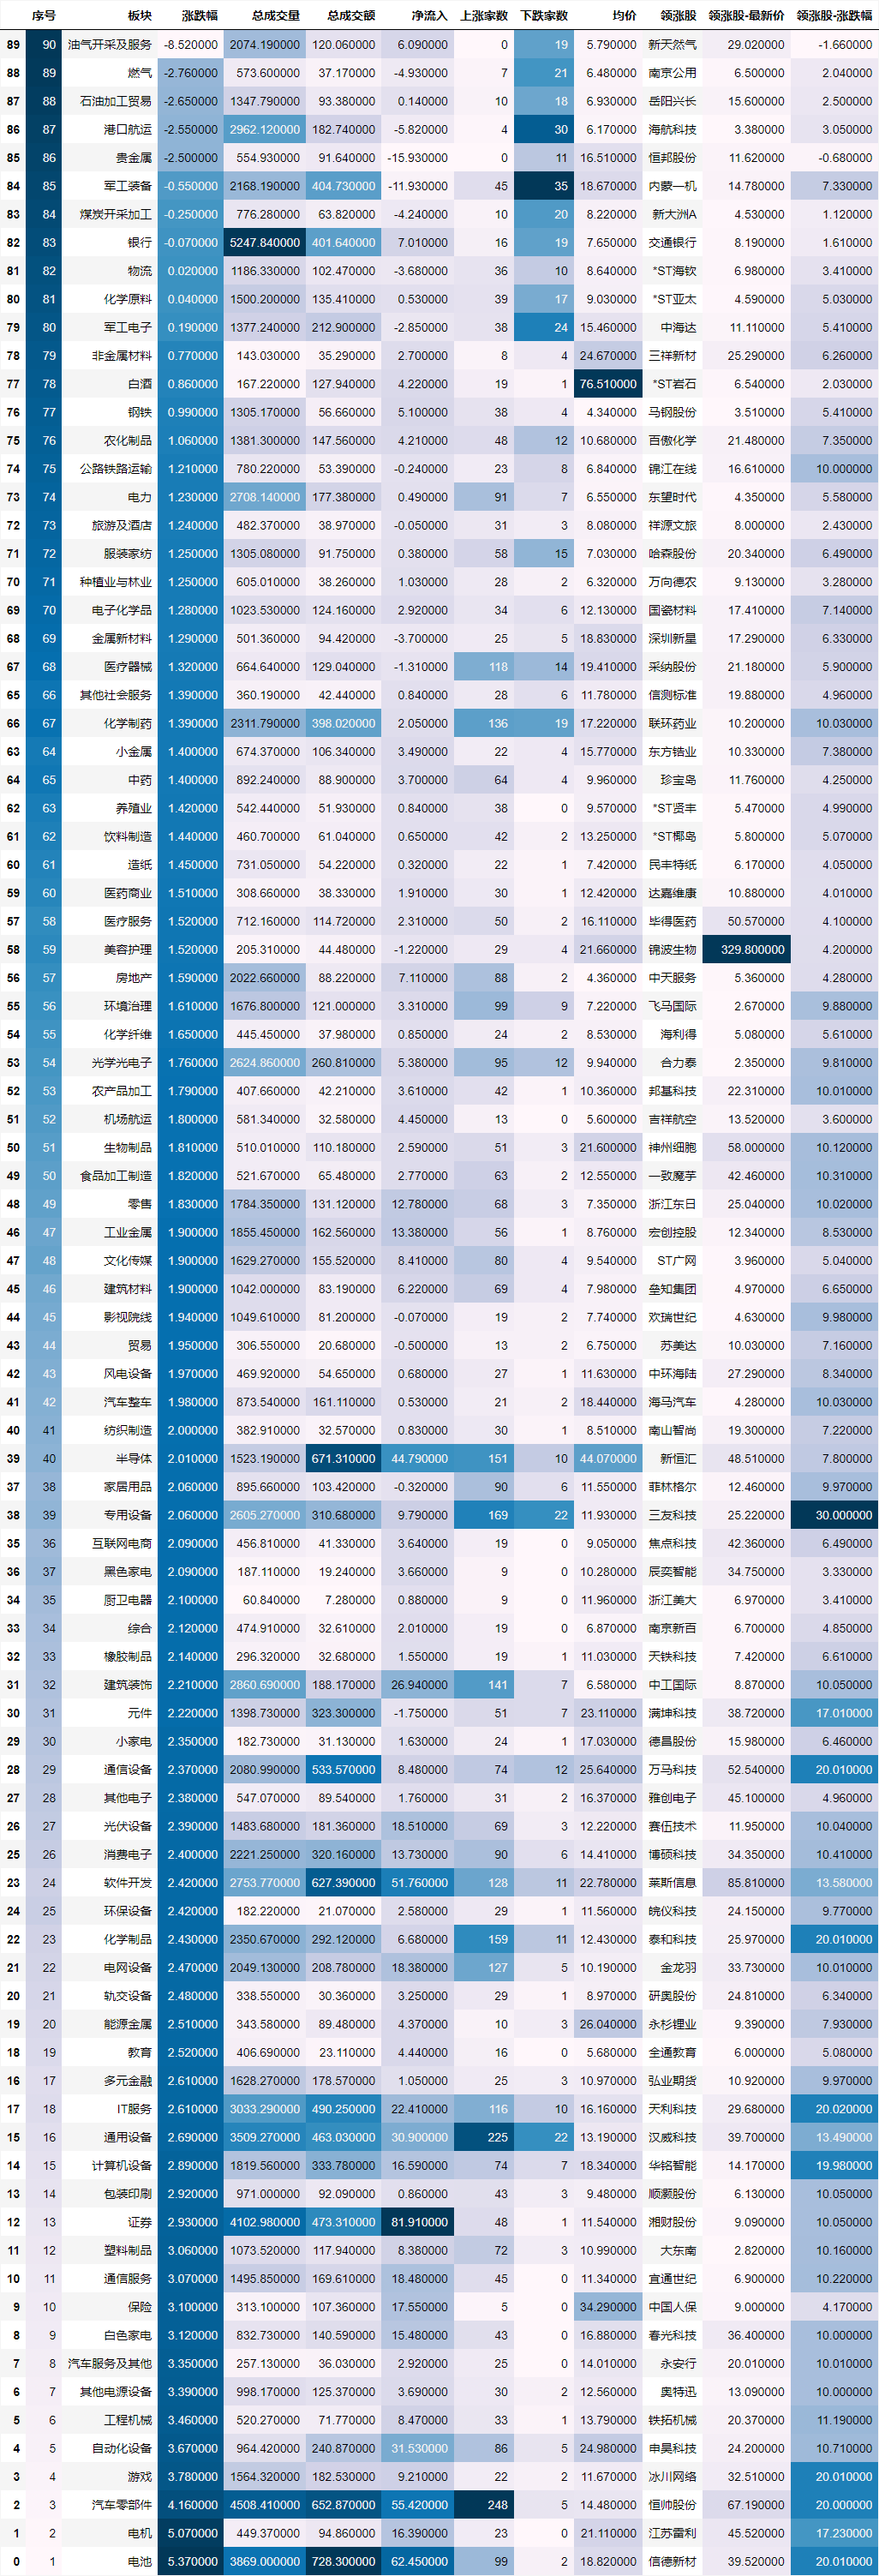 序号 板块 涨跌幅 总成交量 总成交额 净流入 上涨家数 下跌家数 均价 领涨股 领涨股-最新价 领涨股-涨跌幅
89 90 油气开采及服务 -8.520000 2074.190000 120.060000 6.090000 0 19 5.790000 新天然气 29.020000 -1.660000
88 89 燃气 -2.760000 573.600000 37.170000 -4.930000 7 21 6.480000 南京公用 6.500000 2.040000
87 88 石油加工贸易 -2.650000 1347.790000 93.380000 0.140000 10 18 6.930000 岳阳兴长 15.600000 2.500000
86 87 港口航运 -2.550000 2962.120000 182.740000 -5.820000 4 30 6.170000 海航科技 3.380000 3.050000
85 86 贵金属 -2.500000 554.930000 91.640000 -15.930000 0 11 16.510000 恒邦股份 11.620000 -0.680000
84 85 军工装备 -0.550000 2168.190000 404.730000 -11.930000 45 35 18.670000 内蒙一机 14.780000 7.330000
83 84 煤炭开采加工 -0.250000 776.280000 63.820000 -4.240000 10 20 8.220000 新大洲A 4.530000 1.120000
82 83 银行 -0.070000 5247.840000 401.640000 7.010000 16 19 7.650000 交通银行 8.190000 1.610000
81 82 物流 0.020000 1186.330000 102.470000 -3.680000 36 10 8.640000 *ST海钦 6.980000 3.410000
80 81 化学原料 0.040000 1500.200000 135.410000 0.530000 39 17 9.030000 *ST亚太 4.590000 5.030000
79 80 军工电子 0.190000 1377.240000 212.900000 -2.850000 38 24 15.460000 中海达 11.110000 5.410000
78 79 非金属材料 0.770000 143.030000 35.290000 2.700000 8 4 24.670000 三祥新材 25.290000 6.260000
77 78 白酒 0.860000 167.220000 127.940000 4.220000 19 1 76.510000 *ST岩石 6.540000 2.030000
76 77 钢铁 0.990000 1305.170000 56.660000 5.100000 38 4 4.340000 马钢股份 3.510000 5.410000
75 76 农化制品 1.060000 1381.300000 147.560000 4.210000 48 12 10.680000 百傲化学 21.480000 7.350000
74 75 公路铁路运输 1.210000 780.220000 53.390000 -0.240000 23 8 6.840000 锦江在线 16.610000 10.000000
73 74 电力 1.230000 2708.140000 177.380000 0.490000 91 7 6.550000 东望时代 4.350000 5.580000
72 73 旅游及酒店 1.240000 482.370000 38.970000 -0.050000 31 3 8.080000 祥源文旅 8.000000 2.430000
71 72 服装家纺 1.250000 1305.080000 91.750000 0.380000 58 15 7.030000 哈森股份 20.340000 6.490000
70 71 种植业与林业 1.250000 605.010000 38.260000 1.030000 28 2 6.320000 万向德农 9.130000 3.280000
69 70 电子化学品 1.280000 1023.530000 124.160000 2.920000 34 6 12.130000 国瓷材料 17.410000 7.140000
68 69 金属新材料 1.290000 501.360000 94.420000 -3.700000 25 5 18.830000 深圳新星 17.290000 6.330000
67 68 医疗器械 1.320000 664.640000 129.040000 -1.310000 118 14 19.410000 采纳股份 21.180000 5.900000
65 66 其他社会服务 1.390000 360.190000 42.440000 0.840000 28 6 11.780000 信测标准 19.880000 4.960000
66 67 化学制药 1.390000 2311.790000 398.020000 2.050000 136 19 17.220000 联环药业 10.200000 10.030000
63 64 小金属 1.400000 674.370000 106.340000 3.490000 22 4 15.770000 东方锆业 10.330000 7.380000
64 65 中药 1.400000 892.240000 88.900000 3.700000 64 4 9.960000 珍宝岛 11.760000 4.250000
62 63 养殖业 1.420000 542.440000 51.930000 0.840000 38 0 9.570000 *ST贤丰 5.470000 4.990000
61 62 饮料制造 1.440000 460.700000 61.040000 0.650000 42 2 13.250000 *ST椰岛 5.800000 5.070000
60 61 造纸 1.450000 731.050000 54.220000 0.320000 22 1 7.420000 民丰特纸 6.170000 4.050000
59 60 医药商业 1.510000 308.660000 38.330000 1.910000 30 1 12.420000 达嘉维康 10.880000 4.010000
57 58 医疗服务 1.520000 712.160000 114.720000 2.310000 50 2 16.110000 毕得医药 50.570000 4.100000
58 59 美容护理 1.520000 205.310000 44.480000 -1.220000 29 4 21.660000 锦波生物 329.800000 4.200000
56 57 房地产 1.590000 2022.660000 88.220000 7.110000 88 2 4.360000 中天服务 5.360000 4.280000
55 56 环境治理 1.610000 1676.800000 121.000000 3.310000 99 9 7.220000 飞马国际 2.670000 9.880000
54 55 化学纤维 1.650000 445.450000 37.980000 0.850000 24 2 8.530000 海利得 5.080000 5.610000
53 54 光学光电子 1.760000 2624.860000 260.810000 5.380000 95 12 9.940000 合力泰 2.350000 9.810000
52 53 农产品加工 1.790000 407.660000 42.210000 3.610000 42 1 10.360000 邦基科技 22.310000 10.010000
51 52 机场航运 1.800000 581.340000 32.580000 4.450000 13 0 5.600000 吉祥航空 13.520000 3.600000
50 51 生物制品 1.810000 510.010000 110.180000 2.590000 51 3 21.600000 神州细胞 58.000000 10.120000
49 50 食品加工制造 1.820000 521.670000 65.480000 2.770000 63 2 12.550000 一致魔芋 42.460000 10.310000
48 49 零售 1.830000 1784.350000 131.120000 12.780000 68 3 7.350000 浙江东日 25.040000 10.020000
46 47 工业金属 1.900000 1855.450000 162.560000 13.380000 56 1 8.760000 宏创控股 12.340000 8.530000
47 48 文化传媒 1.900000 1629.270000 155.520000 8.410000 80 4 9.540000 ST广网 3.960000 5.040000
45 46 建筑材料 1.900000 1042.000000 83.190000 6.220000 69 4 7.980000 垒知集团 4.970000 6.650000
44 45 影视院线 1.940000 1049.610000 81.200000 -0.070000 19 2 7.740000 欢瑞世纪 4.630000 9.980000
43 44 贸易 1.950000 306.550000 20.680000 -0.500000 13 2 6.750000 苏美达 10.030000 7.160000
42 43 风电设备 1.970000 469.920000 54.650000 0.680000 27 1 11.630000 中环海陆 27.290000 8.340000
41 42 汽车整车 1.980000 873.540000 161.110000 0.530000 21 2 18.440000 海马汽车 4.280000 10.030000
40 41 纺织制造 2.000000 382.910000 32.570000 0.830000 30 1 8.510000 南山智尚 19.300000 7.220000
39 40 半导体 2.010000 1523.190000 671.310000 44.790000 151 10 44.070000 新恒汇 48.510000 7.800000
37 38 家居用品 2.060000 895.660000 103.420000 -0.320000 90 6 11.550000 菲林格尔 12.460000 9.970000
38 39 专用设备 2.060000 2605.270000 310.680000 9.790000 169 22 11.930000 三友科技 25.220000 30.000000
35 36 互联网电商 2.090000 456.810000 41.330000 3.640000 19 0 9.050000 焦点科技 42.360000 6.490000
36 37 黑色家电 2.090000 187.110000 19.240000 3.660000 9 0 10.280000 辰奕智能 34.750000 3.330000
34 35 厨卫电器 2.100000 60.840000 7.280000 0.880000 9 0 11.960000 浙江美大 6.970000 3.410000
33 34 综合 2.120000 474.910000 32.610000 2.010000 19 0 6.870000 南京新百 6.700000 4.850000
32 33 橡胶制品 2.140000 296.320000 32.680000 1.550000 19 1 11.030000 天铁科技 7.420000 6.610000
31 32 建筑装饰 2.210000 2860.690000 188.170000 26.940000 141 7 6.580000 中工国际 8.870000 10.050000
30 31 元件 2.220000 1398.730000 323.300000 -1.750000 51 7 23.110000 满坤科技 38.720000 17.010000
29 30 小家电 2.350000 182.730000 31.130000 1.630000 24 1 17.030000 德昌股份 15.980000 6.460000
28 29 通信设备 2.370000 2080.990000 533.570000 8.480000 74 12 25.640000 万马科技 52.540000 20.010000
27 28 其他电子 2.380000 547.070000 89.540000 1.760000 31 2 16.370000 雅创电子 45.100000 4.960000
26 27 光伏设备 2.390000 1483.680000 181.360000 18.510000 69 3 12.220000 赛伍技术 11.950000 10.040000
25 26 消费电子 2.400000 2221.250000 320.160000 13.730000 90 6 14.410000 博硕科技 34.350000 10.410000
23 24 软件开发 2.420000 2753.770000 627.390000 51.760000 128 11 22.780000 莱斯信息 85.810000 13.580000
24 25 环保设备 2.420000 182.220000 21.070000 2.580000 29 1 11.560000 皖仪科技 24.150000 9.770000
22 23 化学制品 2.430000 2350.670000 292.120000 6.680000 159 11 12.430000 泰和科技 25.970000 20.010000
21 22 电网设备 2.470000 2049.130000 208.780000 18.380000 127 5 10.190000 金龙羽 33.730000 10.010000
20 21 轨交设备 2.480000 338.550000 30.360000 3.250000 29 1 8.970000 研奥股份 24.810000 6.340000
19 20 能源金属 2.510000 343.580000 89.480000 4.370000 10 3 26.040000 永杉锂业 9.390000 7.930000
18 19 教育 2.520000 406.690000 23.110000 4.440000 16 0 5.680000 全通教育 6.000000 5.080000
16 17 多元金融 2.610000 1628.270000 178.570000 1.050000 25 3 10.970000 弘业期货 10.920000 9.970000
17 18 IT服务 2.610000 3033.290000 490.250000 22.410000 116 10 16.160000 天利科技 29.680000 20.020000
15 16 通用设备 2.690000 3509.270000 463.030000 30.900000 225 22 13.190000 汉威科技 39.700000 13.490000
14 15 计算机设备 2.890000 1819.560000 333.780000 16.590000 74 7 18.340000 华铭智能 14.170000 19.980000
13 14 包装印刷 2.920000 971.000000 92.090000 0.860000 43 3 9.480000 顺灏股份 6.130000 10.050000
12 13 证券 2.930000 4102.980000 473.310000 81.910000 48 1 11.540000 湘财股份 9.090000 10.050000
11 12 塑料制品 3.060000 1073.520000 117.940000 8.380000 72 3 10.990000 大东南 2.820000 10.160000
10 11 通信服务 3.070000 1495.850000 169.610000 18.480000 45 0 11.340000 宜通世纪 6.900000 10.220000
9 10 保险 3.100000 313.100000 107.360000 17.550000 5 0 34.290000 中国人保 9.000000 4.170000
8 9 白色家电 3.120000 832.730000 140.590000 15.480000 43 0 16.880000 春光科技 36.400000 10.000000
7 8 汽车服务及其他 3.350000 257.130000 36.030000 2.920000 25 0 14.010000 永安行 20.010000 10.010000
6 7 其他电源设备 3.390000 998.170000 125.370000 3.690000 30 2 12.560000 奥特迅 13.090000 10.000000
5 6 工程机械 3.460000 520.270000 71.770000 8.470000 33 1 13.790000 铁拓机械 20.370000 11.190000
4 5 自动化设备 3.670000 964.420000 240.870000 31.530000 86 5 24.980000 申昊科技 24.200000 10.710000
3 4 游戏 3.780000 1564.320000 182.530000 9.210000 22 2 11.670000 冰川网络 32.510000 20.010000
2 3 汽车零部件 4.160000 4508.410000 652.870000 55.420000 248 5 14.480000 恒帅股份 67.190000 20.000000
1 2 电机 5.070000 449.370000 94.860000 16.390000 23 0 21.110000 江苏雷利 45.520000 17.230000
0 1 电池 5.370000 3869.000000 728.300000 62.450000 99 2 18.820000 信德新材 39.520000 20.010000